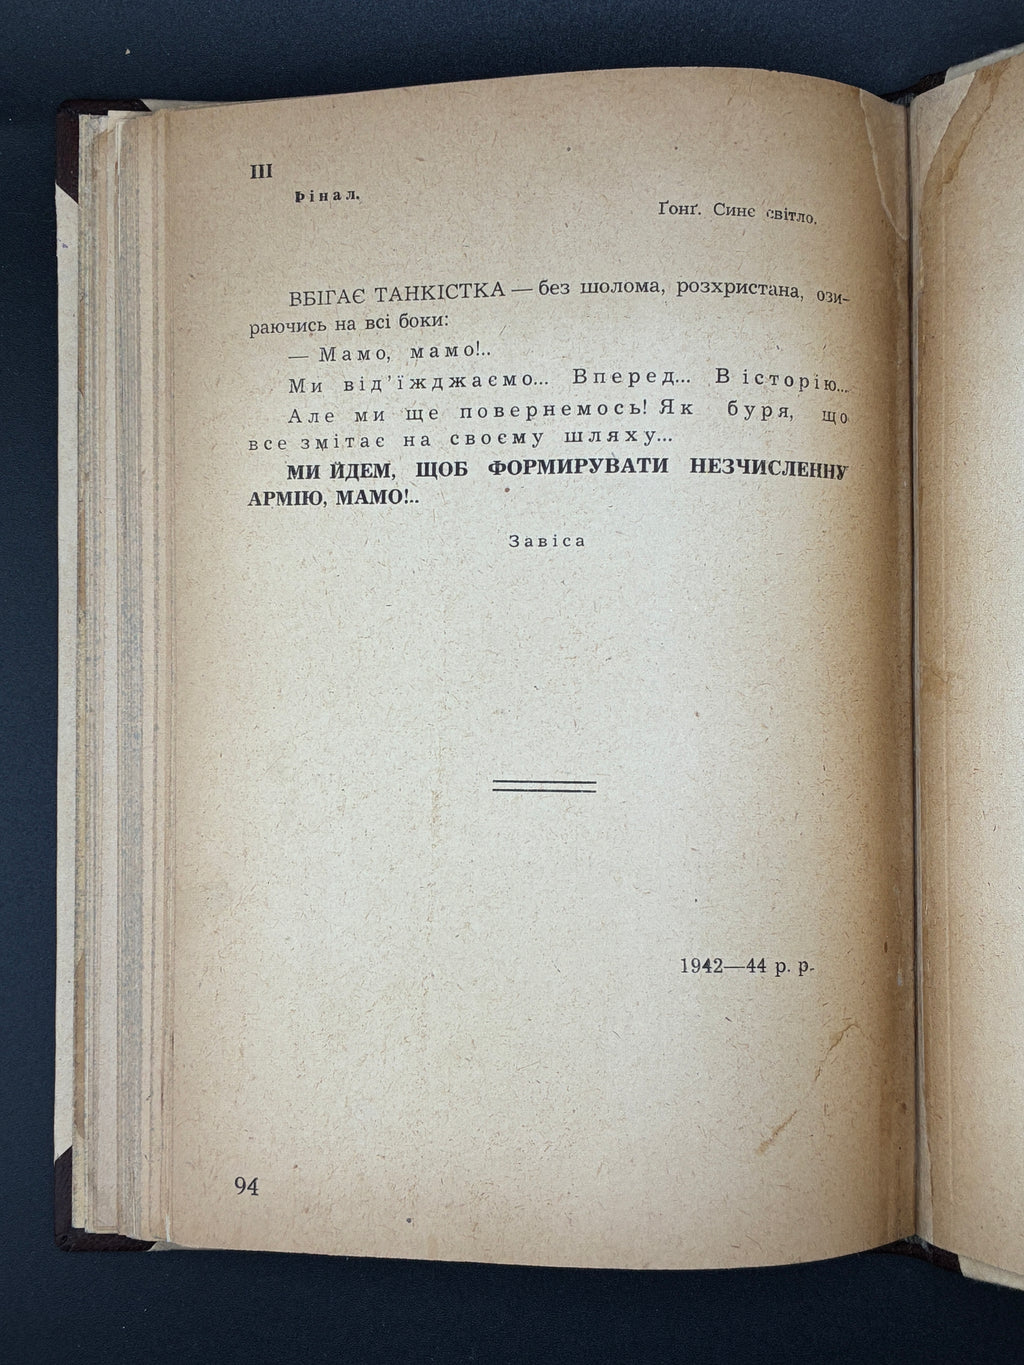 III
Фінал.
Ґонґ. Синє світло.
ВБІГАЄ ТАНКІСТКА — без шолома, розхристана, ози-
раючись на всі боки:
— Мамо, мамо!..
Ми від’їжджаємо... Вперед... В історію...
Але ми ще повернемось! Як буря, що
все змітає на своєму шляху...
МИ ЙДЕМ, ЩОБ ФОРМИРУВАТИ НЕЗЧИСЛЕННУ
АРМІЮ, МАМО!..
Завіса
1942—44 р. р.
94